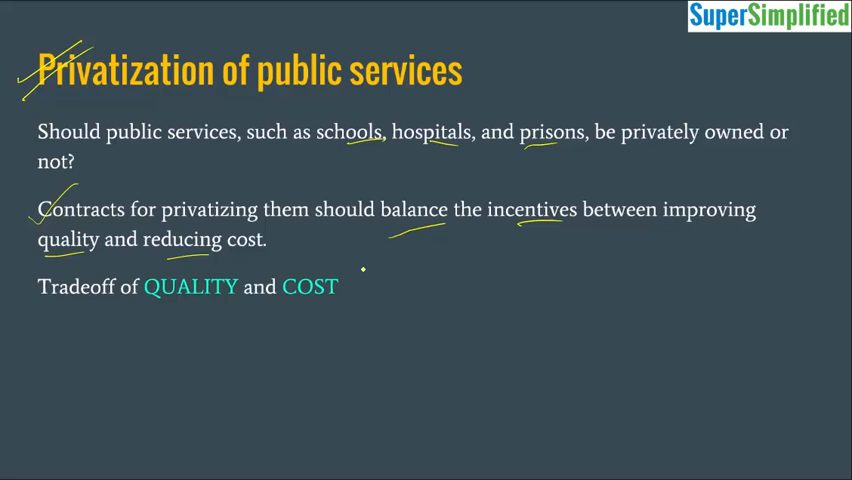 SuperSimplified
Privatization of public services
Should public services, such as schools, hospitals, and prisons, be privately owned or
not?
Contracts for privatizing them should balance the incentives between improving
quality and reducing cost.
Tradeoff of QUALITY and COST